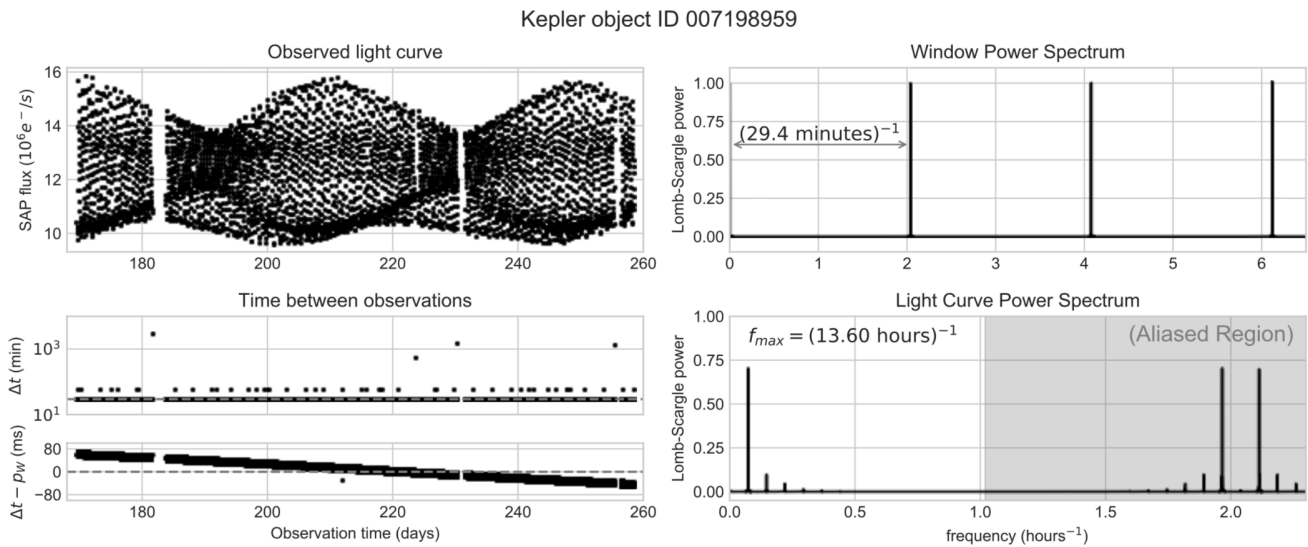 Kepler object ID 007198959
Observed light curve
SAP flux (10⁶e⁻/s)
16
14
12
10
180
200
220
240
260
Time between observations
Δt (min)
10³
10¹
Δt − p_W (ms)
80
0
−80
180
200
220
240
260
Observation time (days)
Window Power Spectrum
Lomb-Scargle power
1.00
0.75
0.50
0.25
0.00
(29.4 minutes)⁻¹
0
1
2
3
4
5
6
Light Curve Power Spectrum
Lomb-Scargle power
1.00
0.75
0.50
0.25
0.00
f_max = (13.60 hours)⁻¹
(Aliased Region)
0.0
0.5
1.0
1.5
2.0
frequency (hours⁻¹)